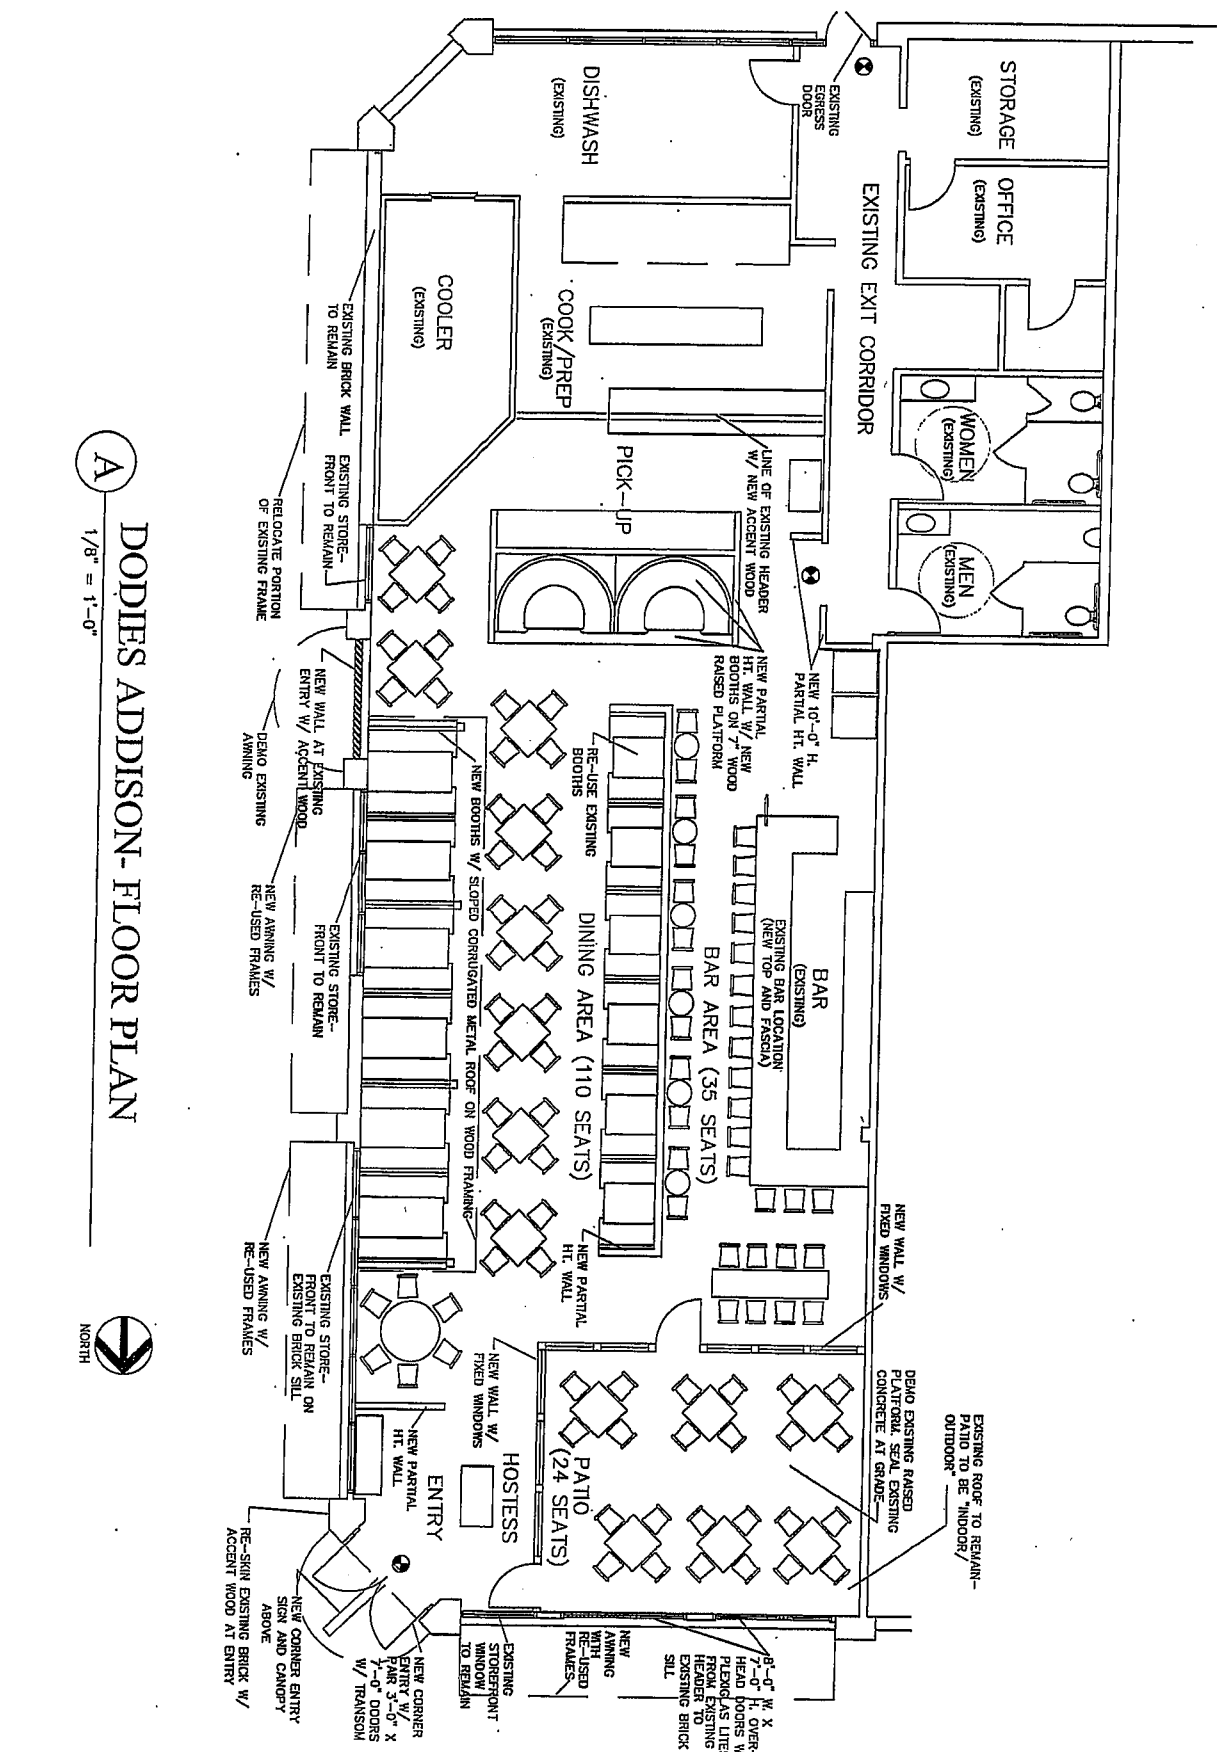 STORAGE
(EXISTING)
OFFICE
(EXISTING)
EXISTING
EGRESS
DOOR
DISHWASH
(EXISTING)
EXISTING EXIT CORRIDOR
WOMEN
(EXISTING)
MEN
(EXISTING)
COOLER
(EXISTING)
COOK/PREP
(EXISTING)
PICK-UP
LINE OF EXISTING HEADER
W/ NEW ACCENT WOOD
NEW 10'-0" H.
PARTIAL HT. WALL
NEW PARTIAL
HT. WALL W/ NEW
BOOTHS ON 7" WOOD
RAISED PLATFORM
EXISTING BRICK WALL
TO REMAIN
EXISTING STORE-
FRONT TO REMAIN
RELOCATE PORTION
OF EXISTING FRAME
NEW WALL AT EXISTING
ENTRY W/ ACCENT WOOD
DEMO EXISTING
AWNING
NEW AWNING W/
RE-USED FRAMES
EXISTING STORE-
FRONT TO REMAIN
NEW BOOTHS W/ SLOPED CORRUGATED METAL ROOF ON WOOD FRAMING
RE-USE EXISTING
BOOTHS
DINING AREA (110 SEATS)
BAR AREA (35 SEATS)
BAR
(EXISTING)
EXISTING BAR LOCATION
(NEW TOP AND FASCIA)
NEW PARTIAL
HT. WALL
NEW WALL W/
FIXED WINDOWS
DEMO EXISTING RAISED
PLATFORM. SEAL EXISTING
CONCRETE AT GRADE
EXISTING ROOF TO REMAIN-
PATIO TO BE "INDOOR/
OUTDOOR"
NEW WALL W/
FIXED WINDOWS
PATIO
(24 SEATS)
HOSTESS
ENTRY
NEW PARTIAL
HT. WALL
EXISTING STORE-
FRONT TO REMAIN ON
EXISTING BRICK SILL
NEW AWNING W/
RE-USED FRAMES
RE-SKIN EXISTING BRICK W/
ACCENT WOOD AT ENTRY
NEW CORNER ENTRY
SIGN AND CANOPY
ABOVE
NEW CORNER
ENTRY W/
PAIR 3'-0" X
7'-0" DOORS
W/ TRANSOM
EXISTING
STOREFRONT
WINDOW
TO REMAIN
NEW
AWNING
WITH
RE-USED
FRAMES
8'-0" W. X
7'-0" H. OVER-
HEAD DOORS W
PLEXIGLAS LITES
FROM EXISTING
HEADER TO
EXISTING BRICK
SILL
A
DODIES ADDISON- FLOOR PLAN
1/8" = 1'-0"
NORTH